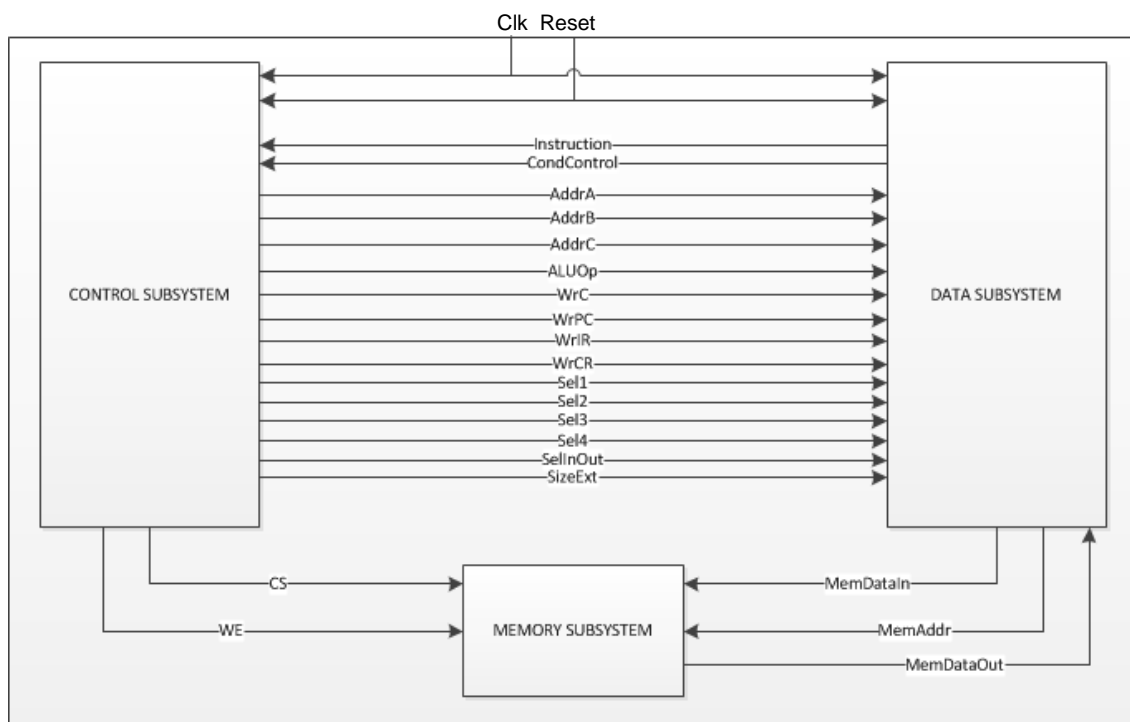 Clk Reset
Instruction
CondControl
AddrA
AddrB
AddrC
ALUOp
CONTROL SUBSYSTEM
WrC
DATA SUBSYSTEM
WrPC
WrIR
WrCR
Sel1
Sel2
Sel3
Sel4
SelInOut
SizeExt
CS
MemDataIn
WE
MEMORY SUBSYSTEM
MemAddr
MemDataOut